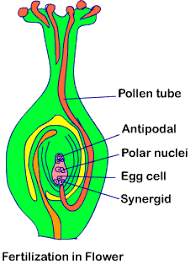 Pollen tube
Antipodal
Polar nuclei
Egg cell
Synergid
Fertilization in Flower